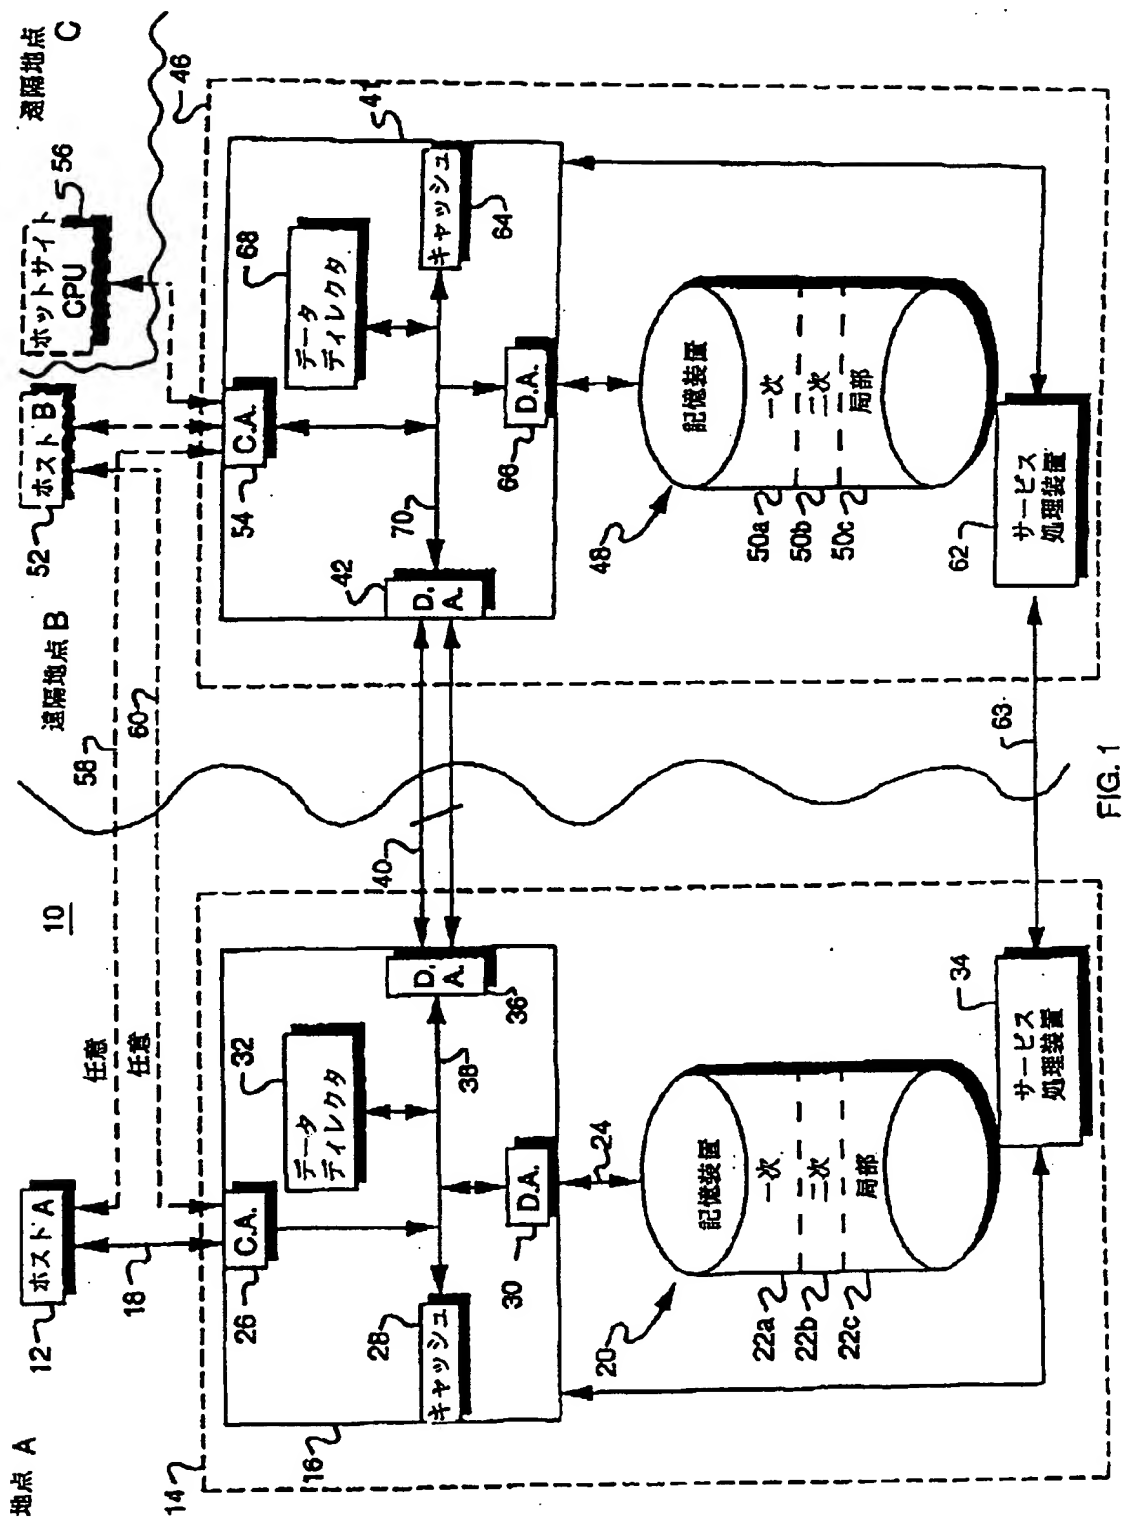 地点 A
10
遠隔地点 B
遠隔地点
C
12
ホスト A
18
任意
任意
58
60
52
ホスト B
ホットサイト
CPU
56
14
16
26
C.A.
データ
ディレクタ
32
28
キャッシュ
38
D.
A.
36
30
D.A.
24
40
46
41
54
C.A.
データ
ディレクタ
68
42
D.
A.
70
キャッシュ
64
66
D.A.
20
記憶装置
22a
一次
22b
二次
22c
局部
34
サービス
処理装置
63
48
記憶装置
50a
一次
50b
二次
50c
局部
62
サービス
処理装置
FIG. 1